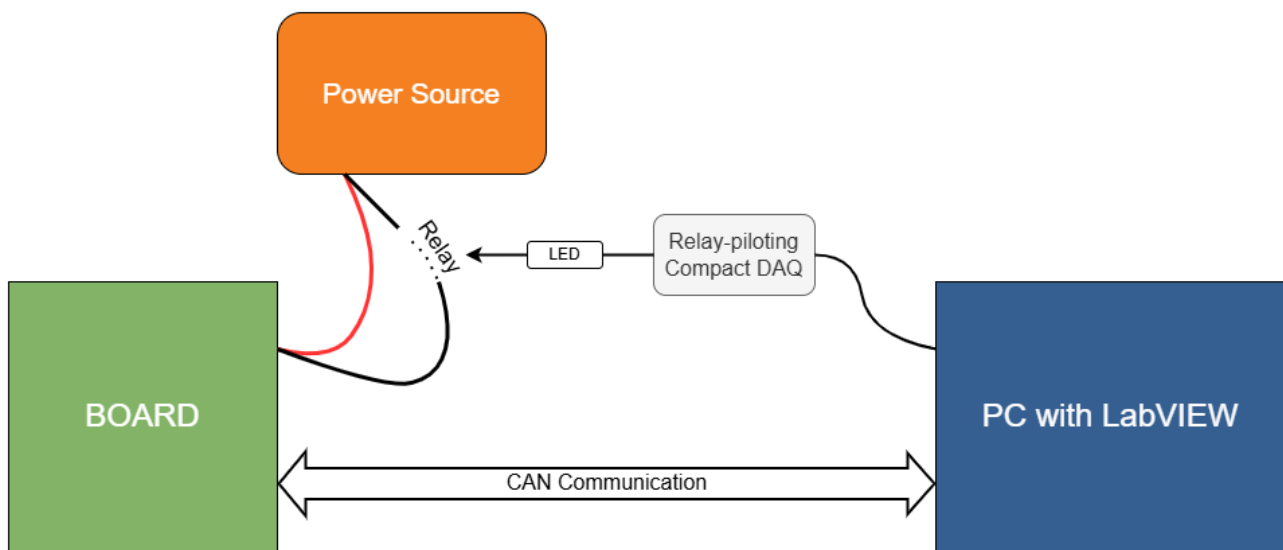 Power Source
Relay
LED
Relay-piloting
Compact DAQ
BOARD
PC with LabVIEW
CAN Communication